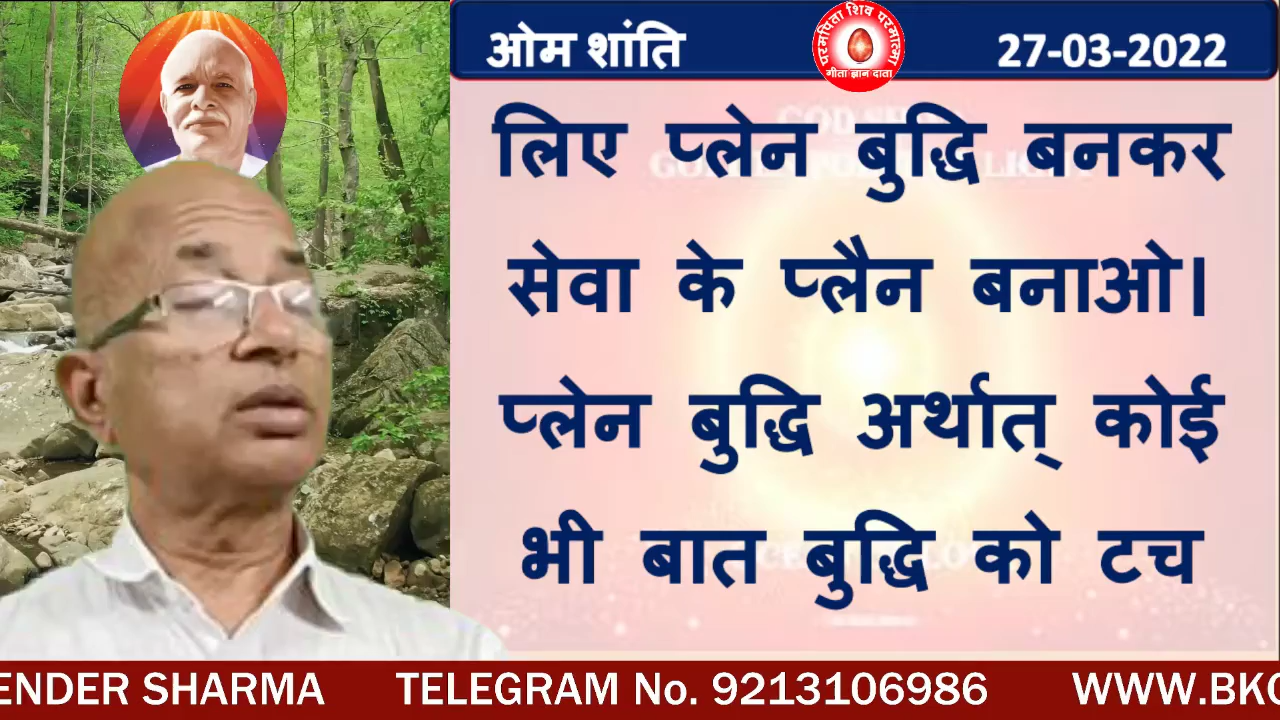 ओम शांति
परमपिता शिव परमात्मा
गीता ज्ञान दाता
27-03-2022
लिए प्लेन बुद्धि बनकर
सेवा के प्लैन बनाओ।
प्लेन बुद्धि अर्थात् कोई
भी बात बुद्धि को टच
ENDER SHARMA TELEGRAM No. 9213106986 WWW.BK